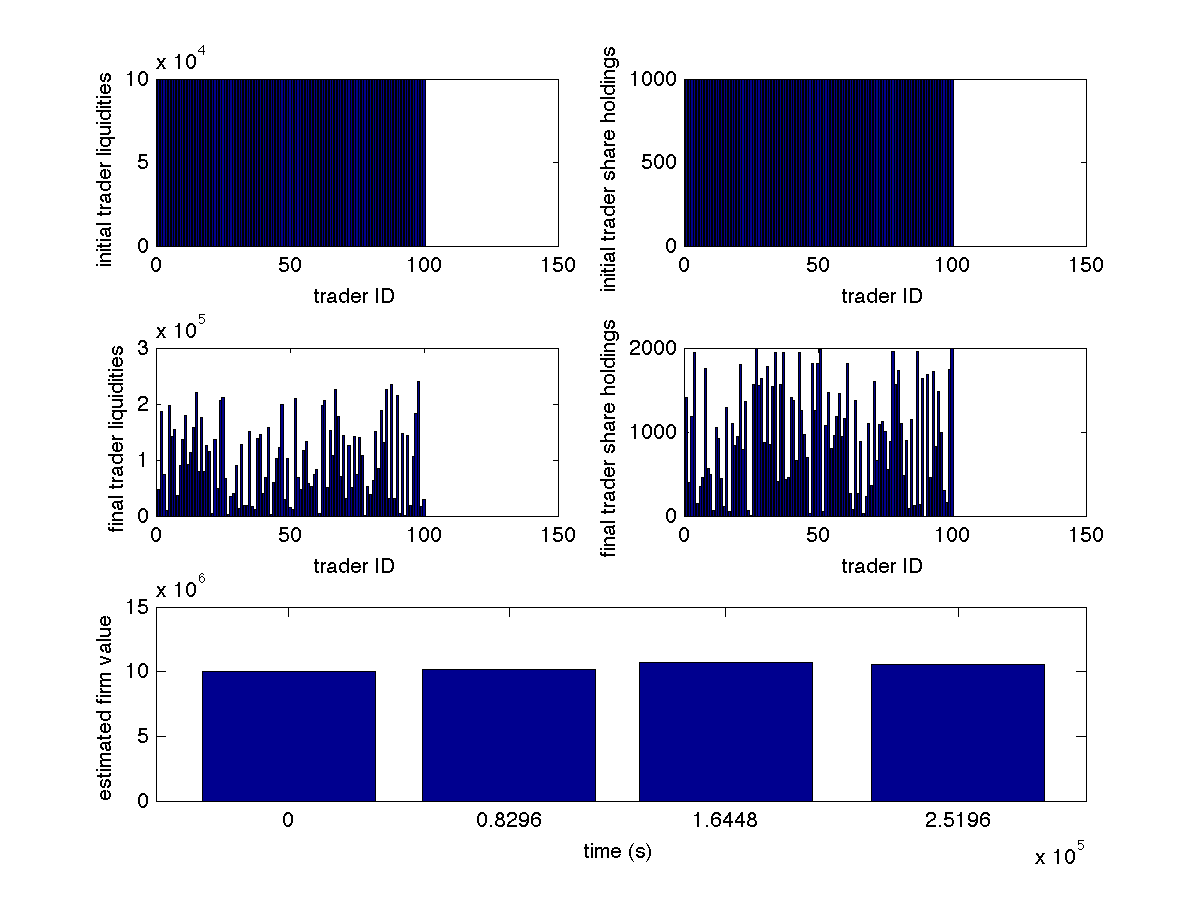 x 10^4
10
5
0
initial trader liquidities
0 50 100 150
trader ID
1000
500
0
initial trader share holdings
0 50 100 150
trader ID
x 10^5
3
2
1
0
final trader liquidities
0 50 100 150
trader ID
2000
1000
0
final trader share holdings
0 50 100 150
trader ID
x 10^6
15
10
5
0
estimated firm value
0 0.8296 1.6448 2.5196
time (s)
x 10^5